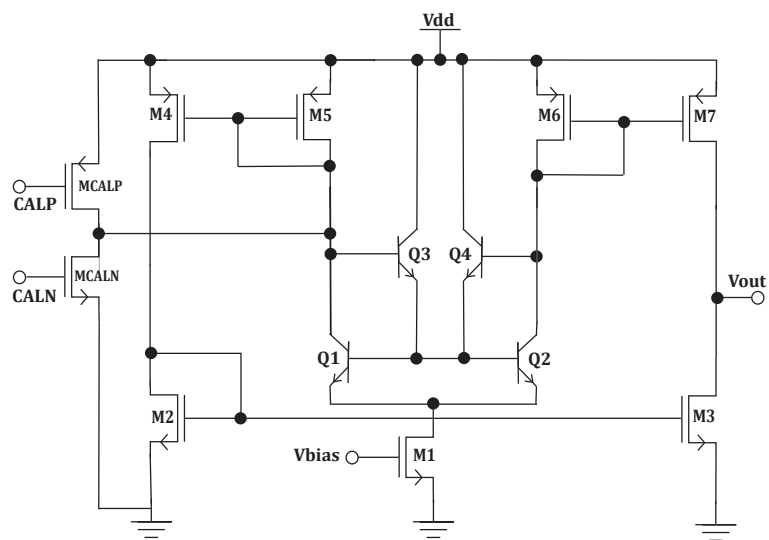 Vdd
M4
M5
M6
M7
MCALP
CALP
Q3
Q4
MCALN
CALN
Vout
Q1
Q2
M2
M3
Vbias
M1